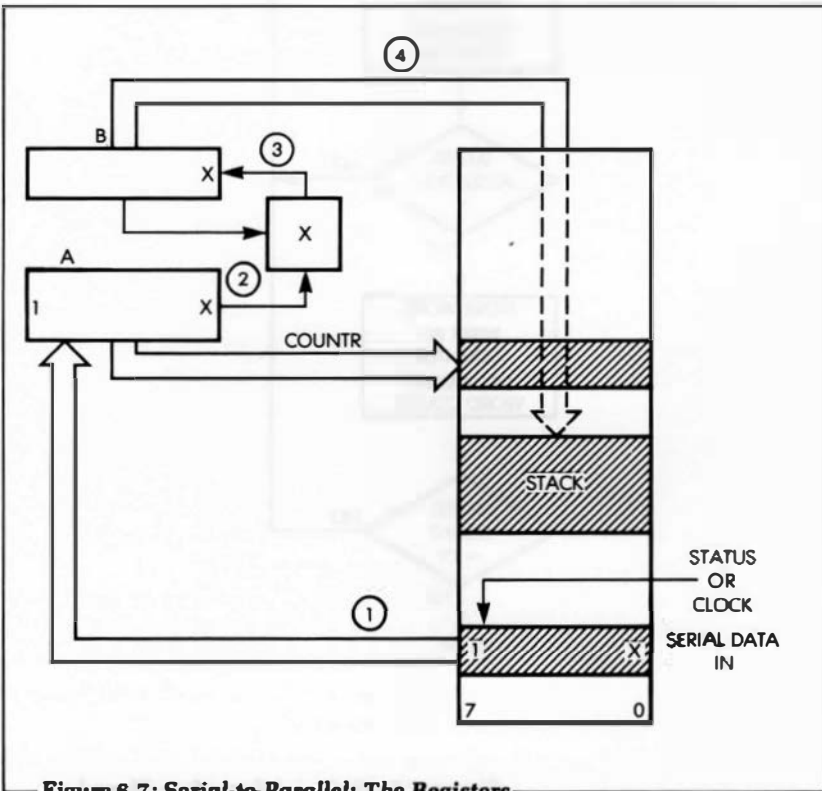 4
B
3
X
X
A
2
1
X
COUNTR
STACK
STATUS
OR
CLOCK
1
1
X
SERIAL DATA
IN
7
0
Figure 6.7: Serial-to-Parallel: The Registers